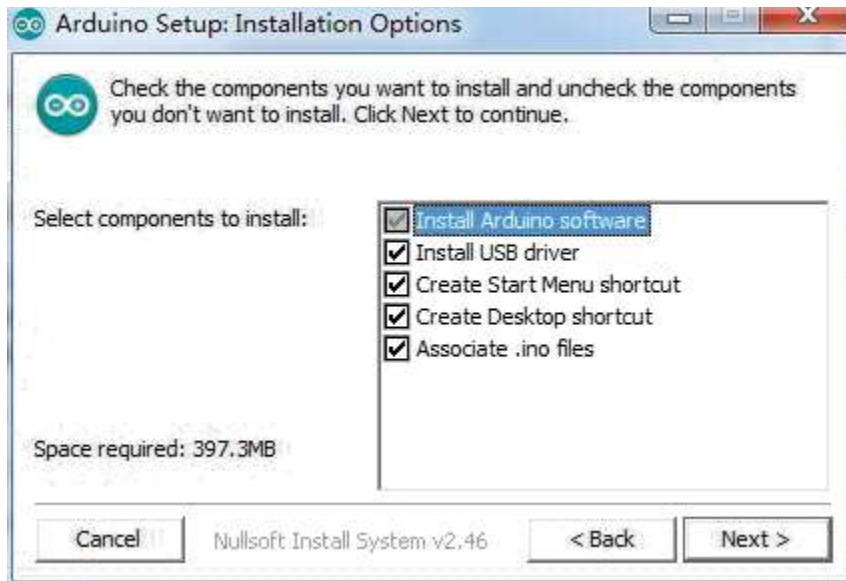 Arduino Setup: Installation Options
Check the components you want to install and uncheck the components
you don't want to install. Click Next to continue.
Select components to install:
Install Arduino software
Install USB driver
Create Start Menu shortcut
Create Desktop shortcut
Associate .ino files
Space required: 397.3MB
Cancel
Nullsoft Install System v2.46
< Back
Next >